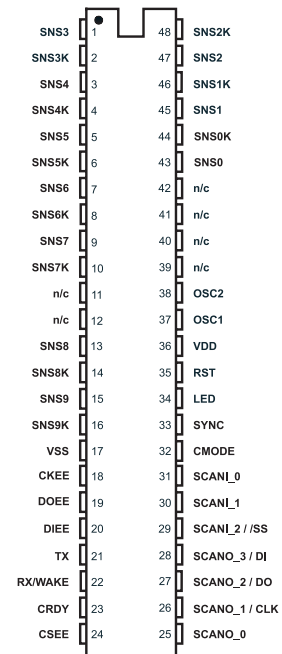 SNS3 1 48 SNS2K
SNS3K 2 47 SNS2
SNS4 3 46 SNS1K
SNS4K 4 45 SNS1
SNS5 5 44 SNS0K
SNS5K 6 43 SNS0
SNS6 7 42 n/c
SNS6K 8 41 n/c
SNS7 9 40 n/c
SNS7K 10 39 n/c
n/c 11 38 OSC2
n/c 12 37 OSC1
SNS8 13 36 VDD
SNS8K 14 35 RST
SNS9 15 34 LED
SNS9K 16 33 SYNC
VSS 17 32 CMODE
CKEE 18 31 SCANI_0
DOEE 19 30 SCANI_1
DIEE 20 29 SCANI_2 / /SS
TX 21 28 SCANO_3 / DI
RX/WAKE 22 27 SCANO_2 / DO
CRDY 23 26 SCANO_1 / CLK
CSEE 24 25 SCANO_0